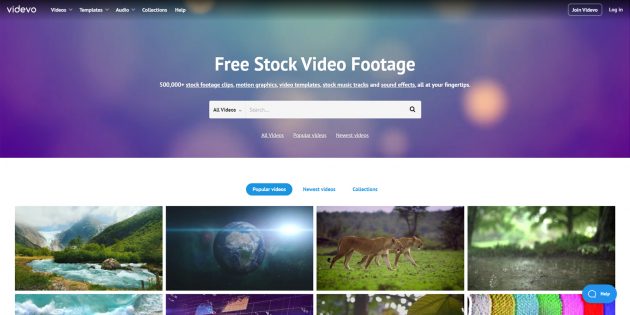 videvo Videos Templates Audio Collections Help Join Videvo Log in
Free Stock Video Footage
500,000+ stock footage clips, motion graphics, video templates, stock music tracks and sound effects, all at your fingertips.
All Videos Search...
All Videos Popular videos Newest videos
Popular videos Newest videos Collections
Help